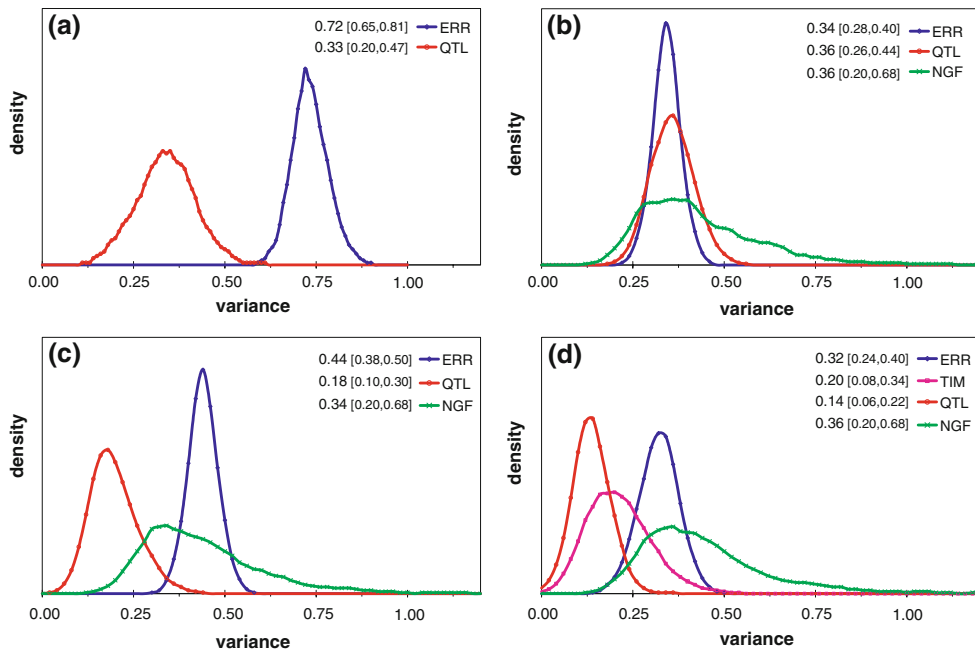 (a)
0.72 [0.65,0.81] ERR
0.33 [0.20,0.47] QTL
density
0.00 0.25 0.50 0.75 1.00
variance
(b)
0.34 [0.28,0.40] ERR
0.36 [0.26,0.44] QTL
0.36 [0.20,0.68] NGF
density
0.00 0.25 0.50 0.75 1.00
variance
(c)
0.44 [0.38,0.50] ERR
0.18 [0.10,0.30] QTL
0.34 [0.20,0.68] NGF
density
0.00 0.25 0.50 0.75 1.00
variance
(d)
0.32 [0.24,0.40] ERR
0.20 [0.08,0.34] TIM
0.14 [0.06,0.22] QTL
0.36 [0.20,0.68] NGF
density
0.00 0.25 0.50 0.75 1.00
variance